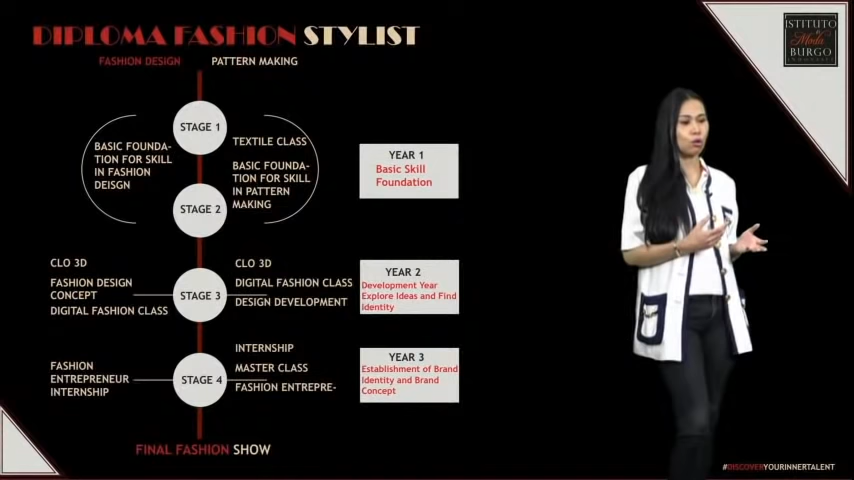 DIPLOMA FASHION STYLIST
FASHION DESIGN
PATTERN MAKING
STAGE 1
BASIC FOUNDA-
TION FOR SKILL
IN FASHION
DEISGN
TEXTILE CLASS
BASIC FOUNDA-
TION FOR SKILL
IN PATTERN
MAKING
STAGE 2
YEAR 1
Basic Skill
Foundation
CLO 3D
FASHION DESIGN
CONCEPT
DIGITAL FASHION CLASS
STAGE 3
CLO 3D
DIGITAL FASHION CLASS
DESIGN DEVELOPMENT
YEAR 2
Development Year
Explore Ideas and Find
Identity
FASHION
ENTREPRENEUR
INTERNSHIP
STAGE 4
INTERNSHIP
MASTER CLASS
FASHION ENTREPRE-
YEAR 3
Establishment of Brand
Identity and Brand
Concept
FINAL FASHION SHOW
ISTITUTO
di Moda
BURGO
INDONESIA
#DISCOVERYOURINNERTALENT